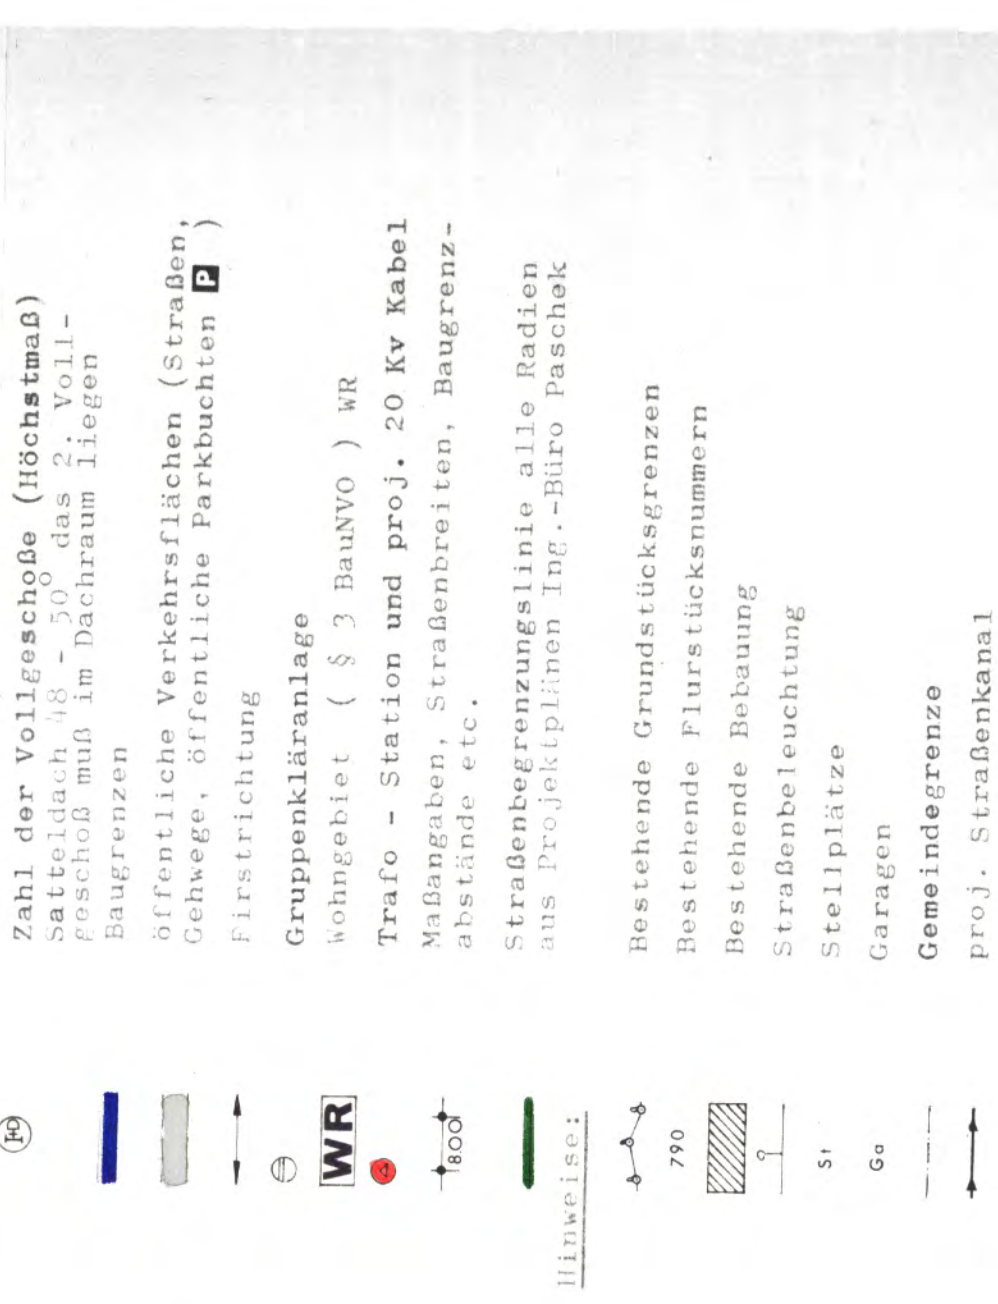 I+D Zahl der Vollgeschoße (Höchstmaß)
Satteldach 48 - 50° das 2. Voll-
geschoß muß im Dachraum liegen
Baugrenzen
öffentliche Verkehrsflächen (Straßen,
Gehwege, öffentliche Parkbuchten P )
Firstrichtung
Gruppenkläranlage
WR Wohngebiet ( § 3 BauNVO ) WR
Trafo - Station und proj. 20 Kv Kabel
8.00 Maßangaben, Straßenbreiten, Baugrenz-
abstände etc.
Straßenbegrenzungslinie alle Radien
aus Projektplänen Ing.-Büro Paschek
Hinweise:
Bestehende Grundstücksgrenzen
790 Bestehende Flurstücksnummern
Bestehende Bebauung
Straßenbeleuchtung
St Stellplätze
Ga Garagen
Gemeindegrenze
proj. Straßenkanal